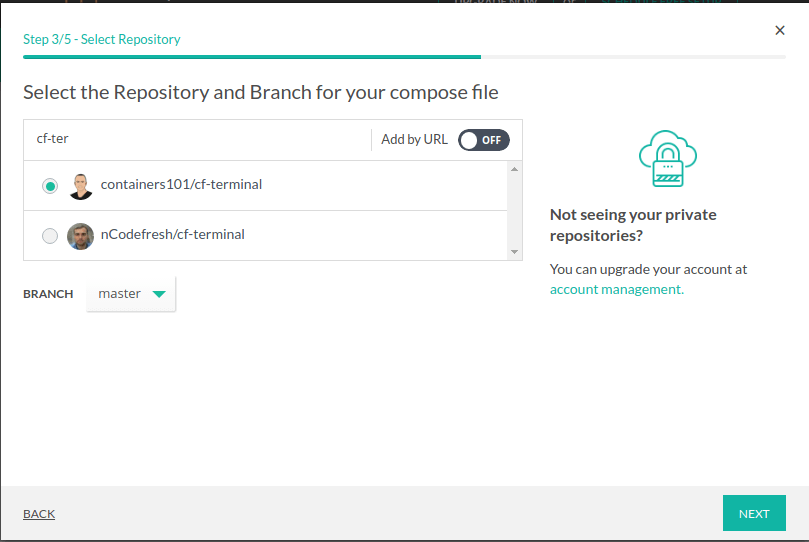 Step 3/5 - Select Repository
Select the Repository and Branch for your compose file
cf-ter
Add by URL
OFF
containers101/cf-terminal
nCodefresh/cf-terminal
BRANCH
master
Not seeing your private
repositories?
You can upgrade your account at
account management.
BACK
NEXT